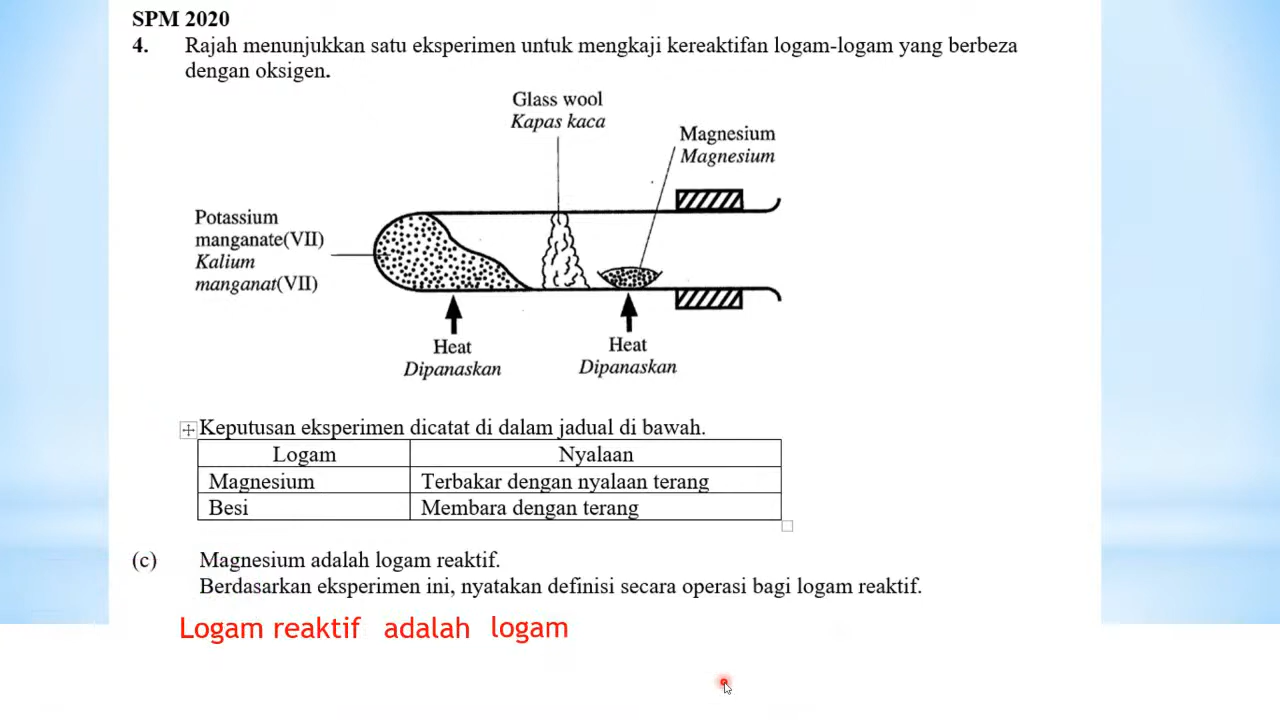 SPM 2020
4. Rajah menunjukkan satu eksperimen untuk mengkaji kereaktifan logam-logam yang berbeza
dengan oksigen.
Glass wool
Kapas kaca
Magnesium
Magnesium
Potassium
manganate(VII)
Kalium
manganat(VII)
Heat
Dipanaskan
Heat
Dipanaskan
Keputusan eksperimen dicatat di dalam jadual di bawah.
Logam Nyalaan
Magnesium Terbakar dengan nyalaan terang
Besi Membara dengan terang
(c) Magnesium adalah logam reaktif.
Berdasarkan eksperimen ini, nyatakan definisi secara operasi bagi logam reaktif.
Logam reaktif adalah logam